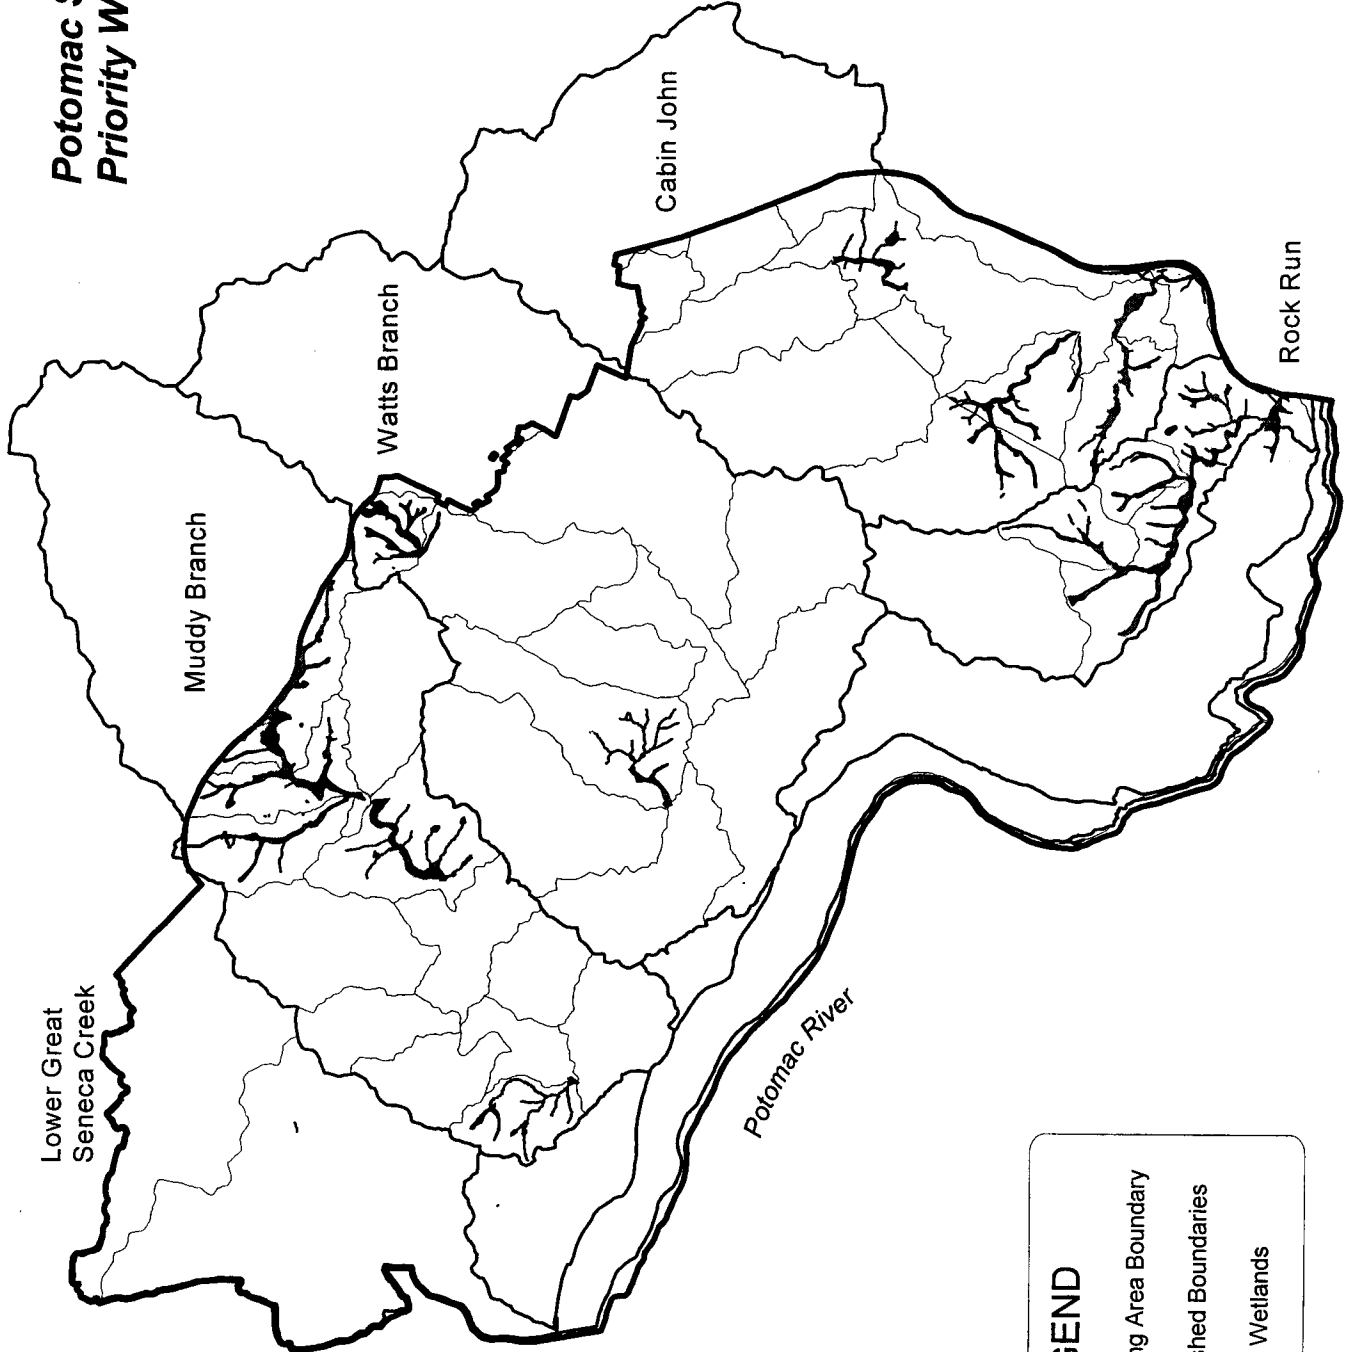 Potomac S
Priority W
Lower Great
Seneca Creek
Muddy Branch
Watts Branch
Cabin John
Rock Run
Potomac River
GEND
ng Area Boundary
shed Boundaries
Wetlands